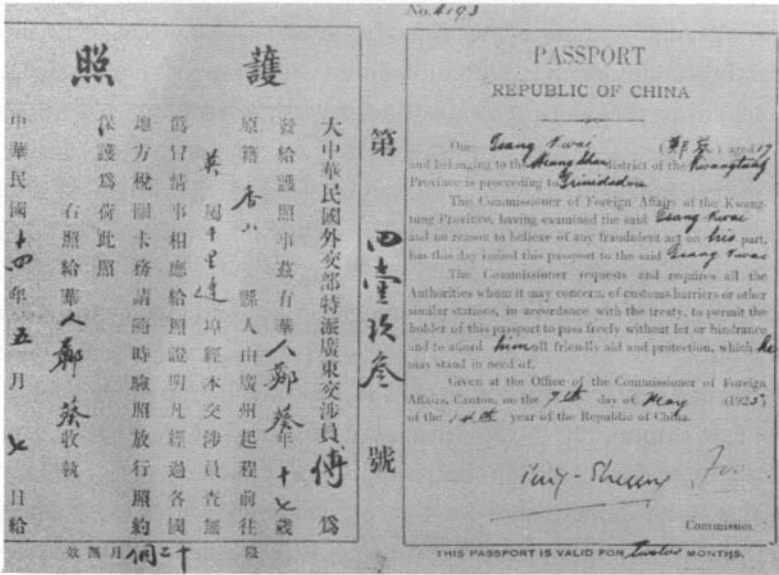 護照
第四壹玖叁號
大中華民國外交部特派廣東交涉員傅為
發給護照事茲有華人鄭葵年十七歲
原籍香縣人由廣州起程前往
英屬千里達埠經本交涉員查無
僞冒情事相應給照證明凡經過各國
地方稅關卡務請隨時驗照放行照約
保護爲荷此照
右照給華人鄭葵收執
中華民國十四年五月七日給
限十二個月無效
No. 4193
PASSPORT
REPUBLIC OF CHINA
One Tsang Kwai (鄭葵) aged 17
and belonging to the Heungshan district of the Kwangtung
Province is proceeding to Trinidad
The Commissioner of Foreign Affairs of the Kwang-
tung Province, having examined the said Tsang Kwai
and no reason to believe of any fraudulent act on his part,
has this day issued this passport to the said Tsang Kwai
The Commissioner requests and requires all the
Authorities whom it may concern, of customs barriers or other
similar stations, in accordance with the treaty, to permit the
holder of this passport to pass freely without let or hindrance
and to afford him all friendly aid and protection, which he
may stand in need of.
Given at the Office of the Commissioner of Foreign
Affairs, Canton, on the 7th day of May (1925)
of the 14th year of the Republic of China.
Foo
Commissioner.
THIS PASSPORT IS VALID FOR twelve MONTHS.